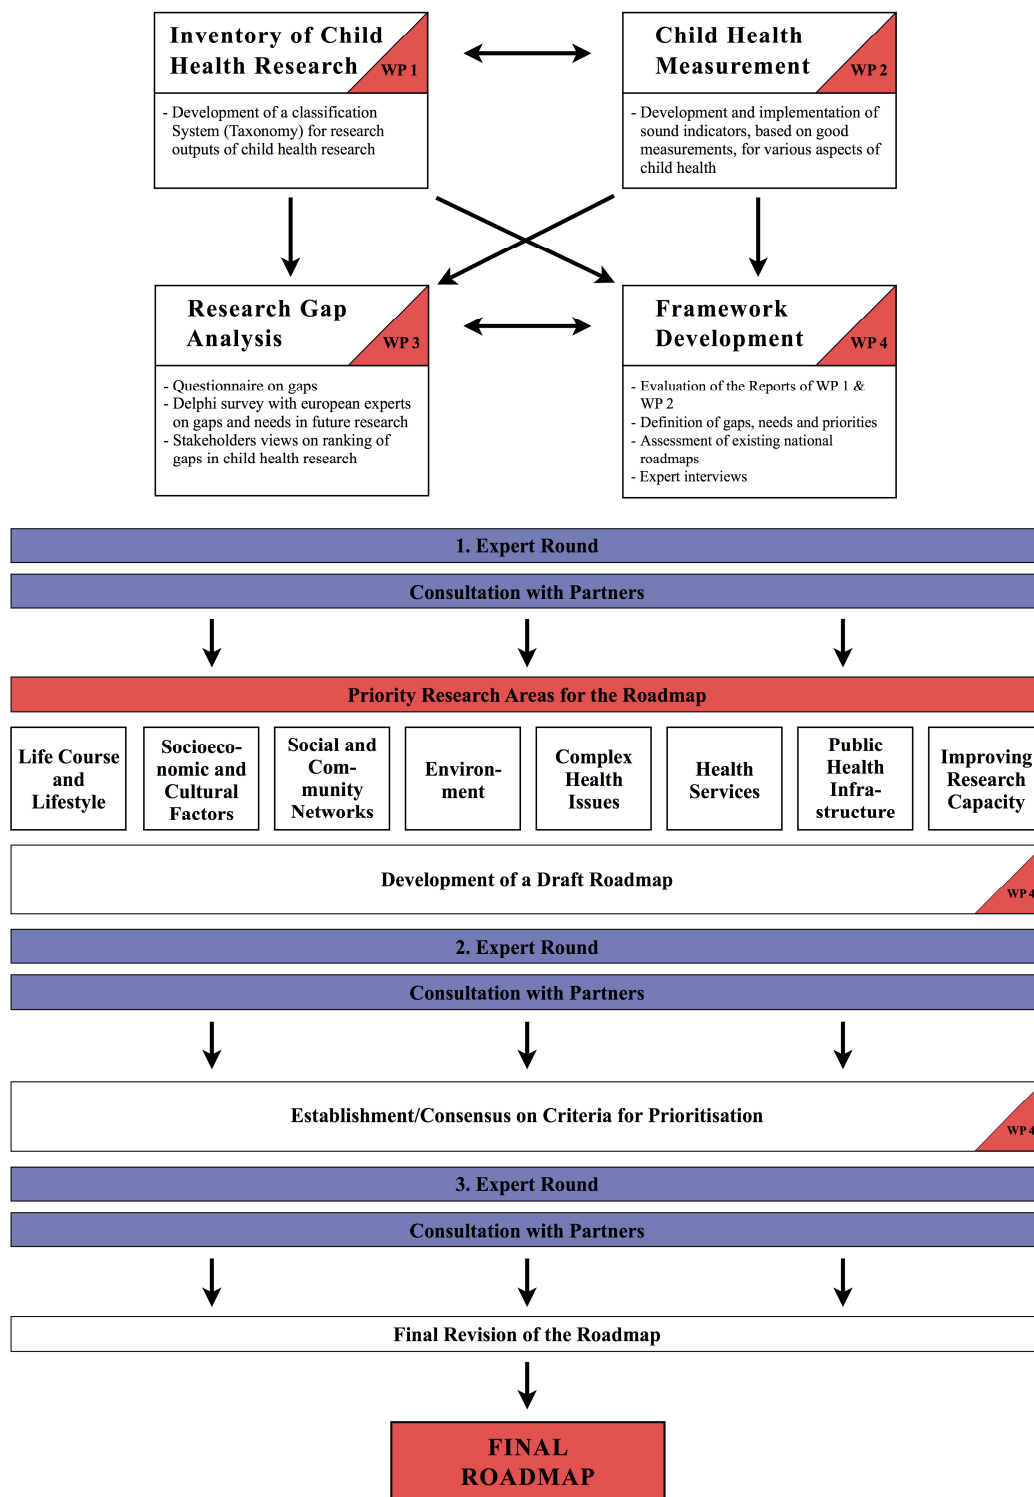 Inventory of Child
Health Research
WP 1
- Development of a classification
System (Taxonomy) for research
outputs of child health research
Child Health
Measurement
WP 2
- Development and implementation of
sound indicators, based on good
measurements, for various aspects of
child health
Research Gap
Analysis
WP 3
- Questionnaire on gaps
- Delphi survey with european experts
on gaps and needs in future research
- Stakeholders views on ranking of
gaps in child health research
Framework
Development
WP 4
- Evaluation of the Reports of WP 1 &
WP 2
- Definition of gaps, needs and priorities
- Assessment of existing national
roadmaps
- Expert interviews
1. Expert Round
Consultation with Partners
Priority Research Areas for the Roadmap
Life Course
and
Lifestyle
Socioeco-
nomic and
Cultural
Factors
Social and
Com-
munity
Networks
Environ-
ment
Complex
Health
Issues
Health
Services
Public
Health
Infra-
structure
Improving
Research
Capacity
Development of a Draft Roadmap
WP 4
2. Expert Round
Consultation with Partners
Establishment/Consensus on Criteria for Prioritisation
WP 4
3. Expert Round
Consultation with Partners
Final Revision of the Roadmap
FINAL
ROADMAP